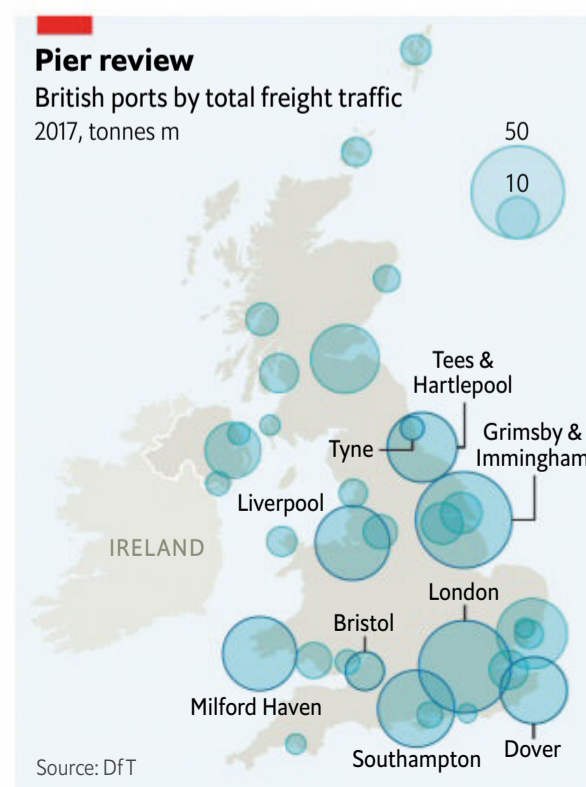 Pier review
British ports by total freight traffic
2017, tonnes m
50
10
Tees &
Hartlepool
Grimsby &
Immingham
Tyne
Liverpool
IRELAND
London
Bristol
Milford Haven
Southampton
Dover
Source: DfT